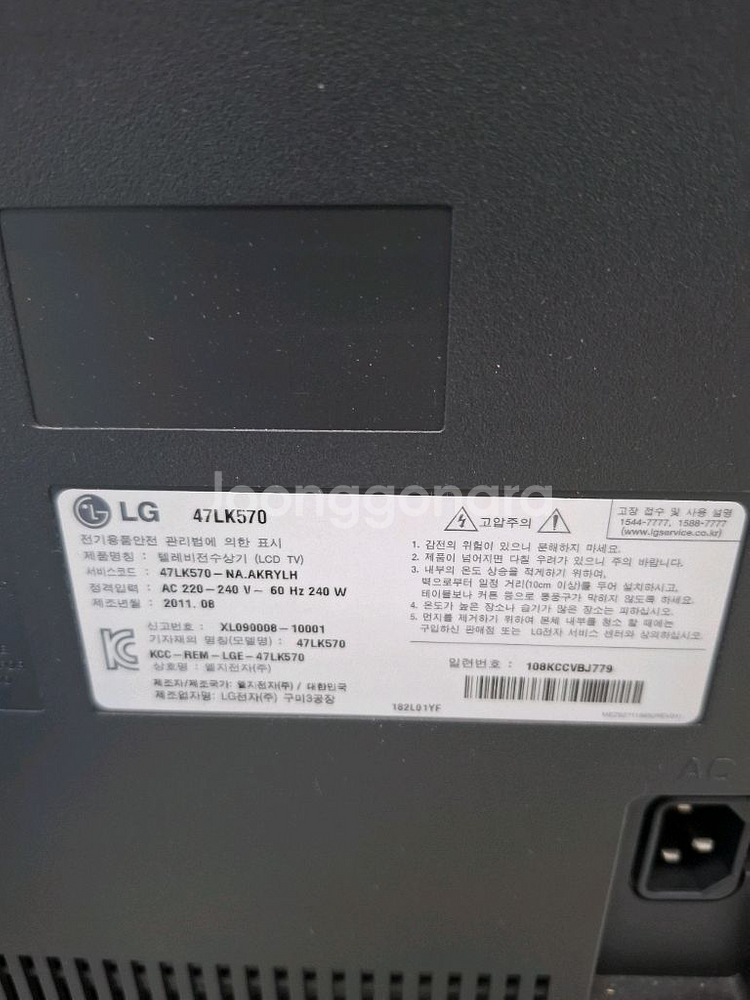 joonggonara
LG 47LK570
전기용품안전 관리법에 의한 표시
제품명칭 : 텔레비전수상기 (LCD TV)
서비스코드 : 47LK570-NA.AKRYLH
정격입력 : AC 220-240 V~ 60 Hz 240 W
제조년월 : 2011. 08
신고번호 : XL090008-10001
기자재의 명칭(모델명) : 47LK570
KCC-REM-LGE-47LK570
상호명 : 엘지전자(주)
제조자/제조국가: 엘지전자(주) / 대한민국
제조업자명: LG전자(주) 구미3공장
182L01YF
고압주의
고장 접수 및 사용 설명
1544-7777, 1588-7777
(www.lgservice.co.kr)
1. 감전의 위험이 있으니 분해하지 마세요.
2. 제품이 넘어지면 다칠 우려가 있으니 주의 바랍니다.
3. 내부의 온도 상승을 적게하기 위하여,
벽으로부터 일정 거리(10cm 이상)를 두어 설치하시고,
테이블보나 커튼 등으로 통풍구가 막히지 않도록 하세요.
4. 온도가 높은 장소나 습기가 많은 장소는 피하십시오.
5. 먼지를 제거하기 위하여 본체 내부를 청소 할 때에는
구입하신 판매점 또는 LG전자 서비스 센터와 상의하십시오.
일련번호 : 108KCCVBJ779
AC